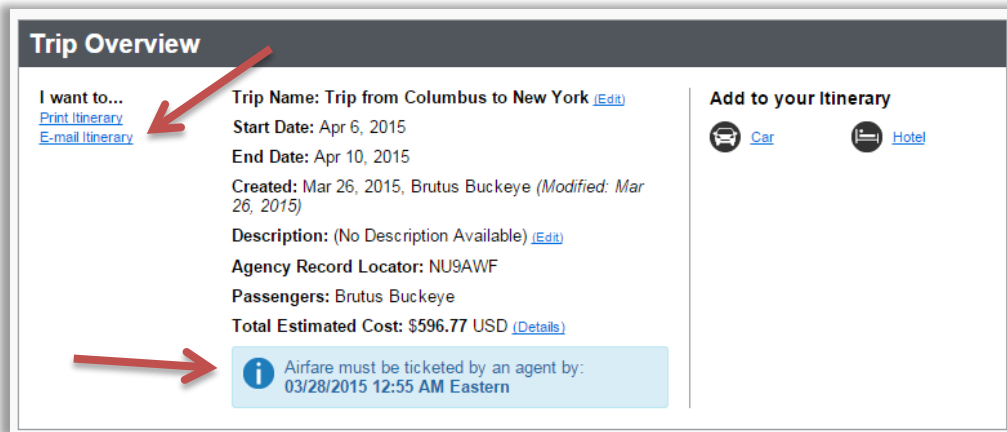 Trip Overview
I want to...
Print Itinerary
E-mail Itinerary
Trip Name: Trip from Columbus to New York (Edit)
Start Date: Apr 6, 2015
End Date: Apr 10, 2015
Created: Mar 26, 2015, Brutus Buckeye (Modified: Mar
26, 2015)
Description: (No Description Available) (Edit)
Agency Record Locator: NU9AWF
Passengers: Brutus Buckeye
Total Estimated Cost: $596.77 USD (Details)
Airfare must be ticketed by an agent by:
03/28/2015 12:55 AM Eastern
Add to your Itinerary
Car
Hotel